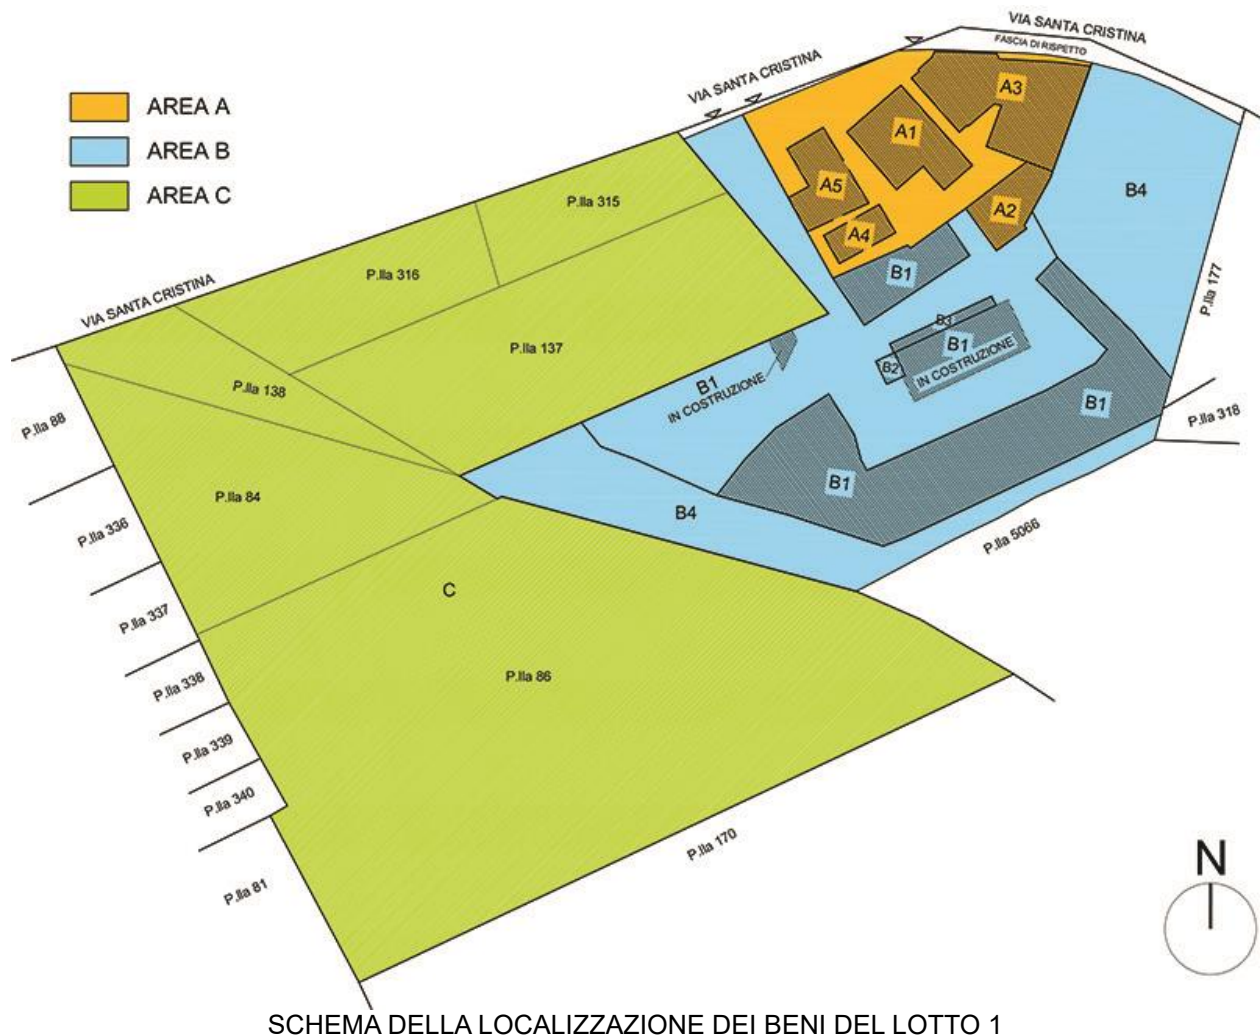 VIA SANTA CRISTINA
FASCIA DI RISPETTO
VIA SANTA CRISTINA
AREA A
AREA B
AREA C
A3
A1
A5
A2
A4
B4
B1
P.lla 315
P.lla 316
P.lla 177
VIA SANTA CRISTINA
P.lla 137
B3
B1
B2
IN COSTRUZIONE
B1
IN COSTRUZIONE
P.lla 138
B1
P.lla 318
P.lla 88
P.lla 84
B1
B4
P.lla 336
P.lla 5066
C
P.lla 337
P.lla 86
P.lla 338
P.lla 339
P.lla 340
P.lla 170
P.lla 81
N
SCHEMA DELLA LOCALIZZAZIONE DEI BENI DEL LOTTO 1